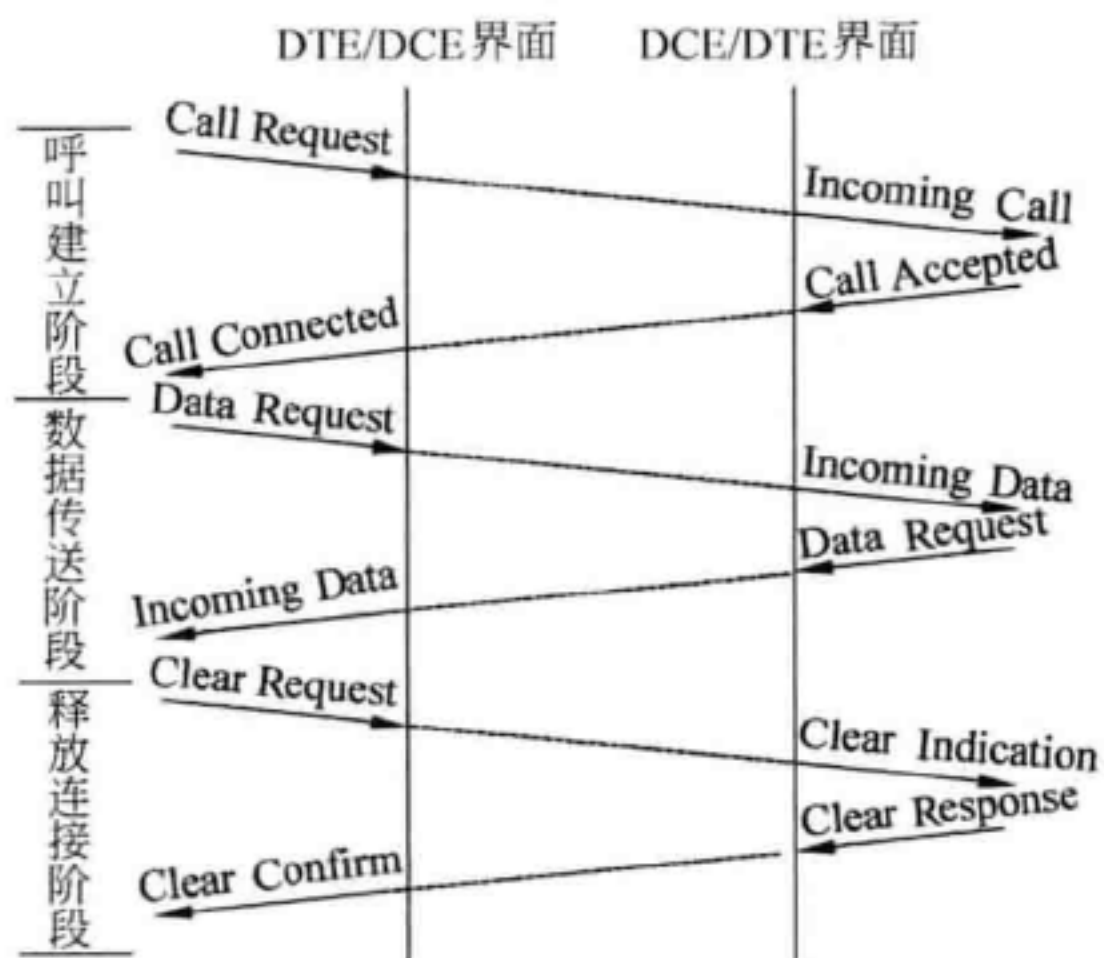 DTE/DCE界面 DCE/DTE界面
呼叫建立阶段
Call Request
Incoming Call
Call Accepted
Call Connected
数据传送阶段
Data Request
Incoming Data
Data Request
Incoming Data
释放连接阶段
Clear Request
Clear Indication
Clear Response
Clear Confirm